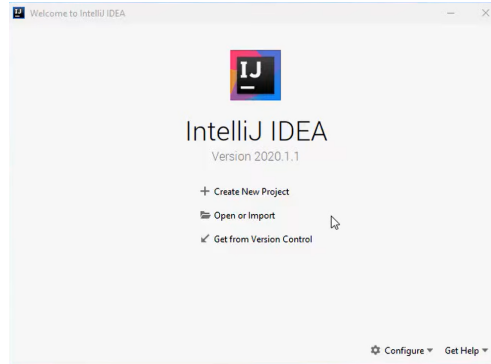 Welcome to IntelliJ IDEA
IJ
IntelliJ IDEA
Version 2020.1.1
Create New Project
Open or Import
Get from Version Control
Configure Get Help